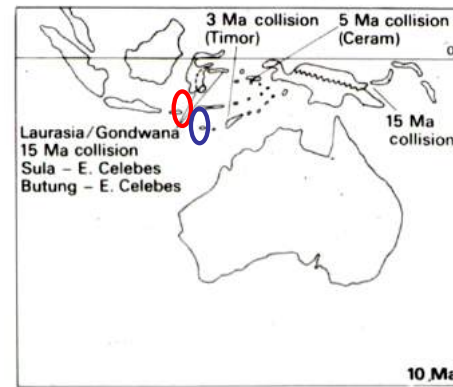 3 Ma collision
(Timor)
5 Ma collision
(Ceram)
Laurasia/Gondwana
15 Ma collision
Sula – E. Celebes
Butung – E. Celebes
15 Ma
collision
10 Ma